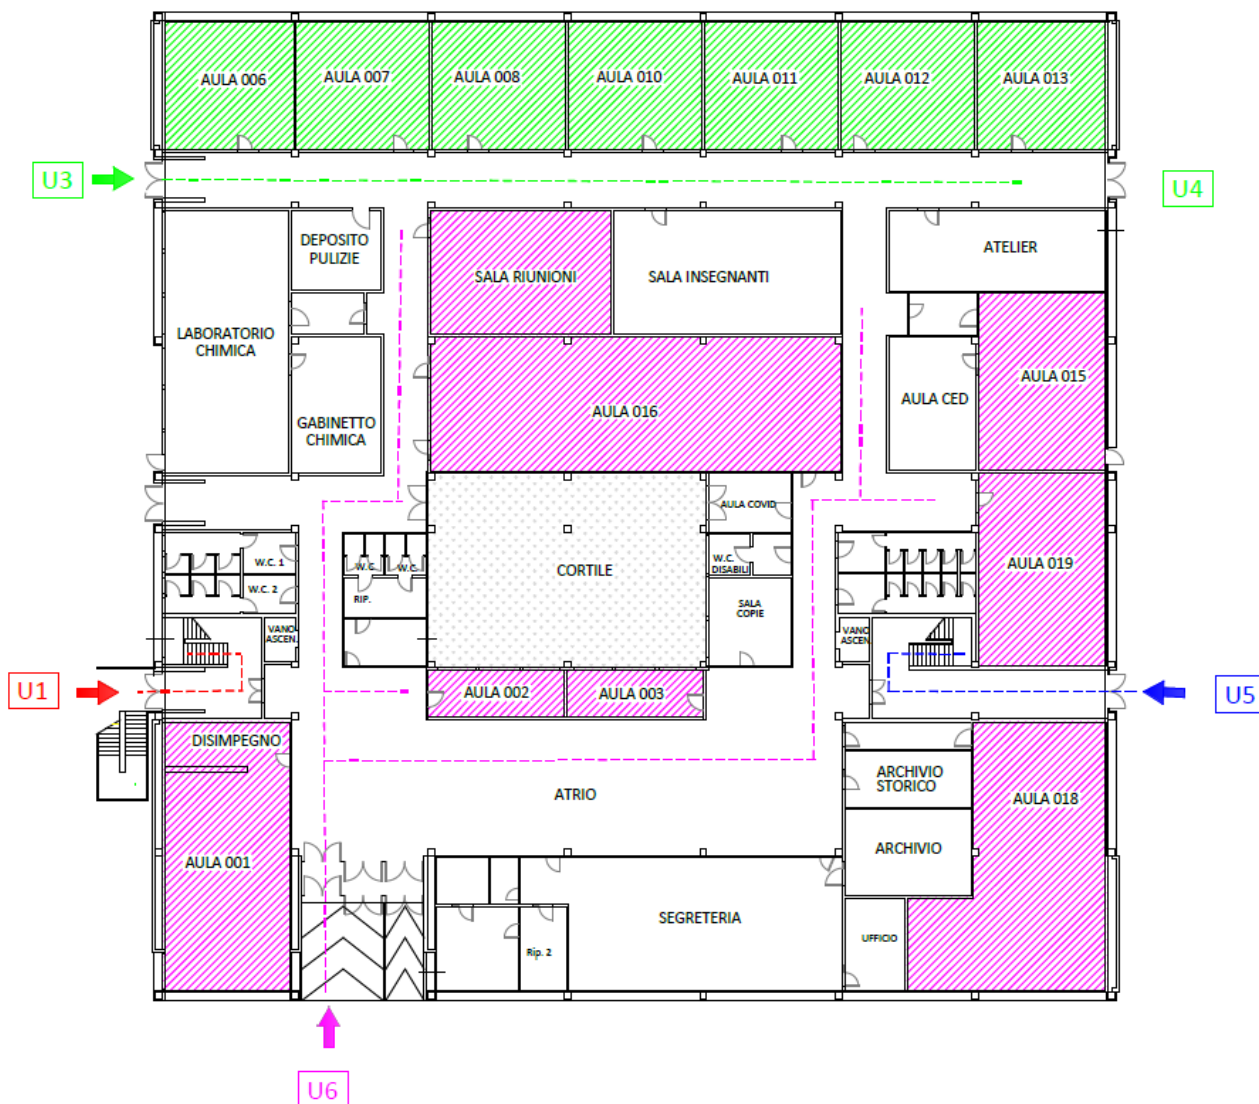 AULA 006
AULA 007
AULA 008
AULA 010
AULA 011
AULA 012
AULA 013
U3
U4
DEPOSITO
PULIZIE
SALA RIUNIONI
SALA INSEGNANTI
ATELIER
LABORATORIO
CHIMICA
GABINETTO
CHIMICA
AULA 016
AULA CED
AULA 015
AULA COVID
W.C. 1
W.C. 2
W.C.
W.C.
RIP.
CORTILE
W.C.
DISABILI
SALA
COPIE
AULA 019
VANO
ASCEN.
VANO
ASCEN.
U1
AULA 002
AULA 003
U5
DISIMPEGNO
ATRIO
ARCHIVIO
STORICO
AULA 018
AULA 001
ARCHIVIO
SEGRETERIA
UFFICIO
Rip. 2
U6